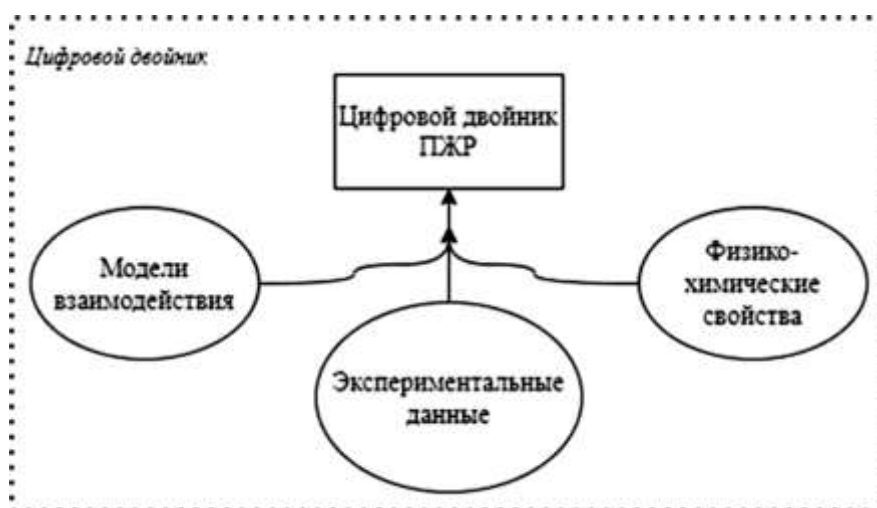 Цифровой двойник
Цифровой двойник
ПЖР
Модели
взаимодействия
Физико-
химические
свойства
Экспериментальные
данные